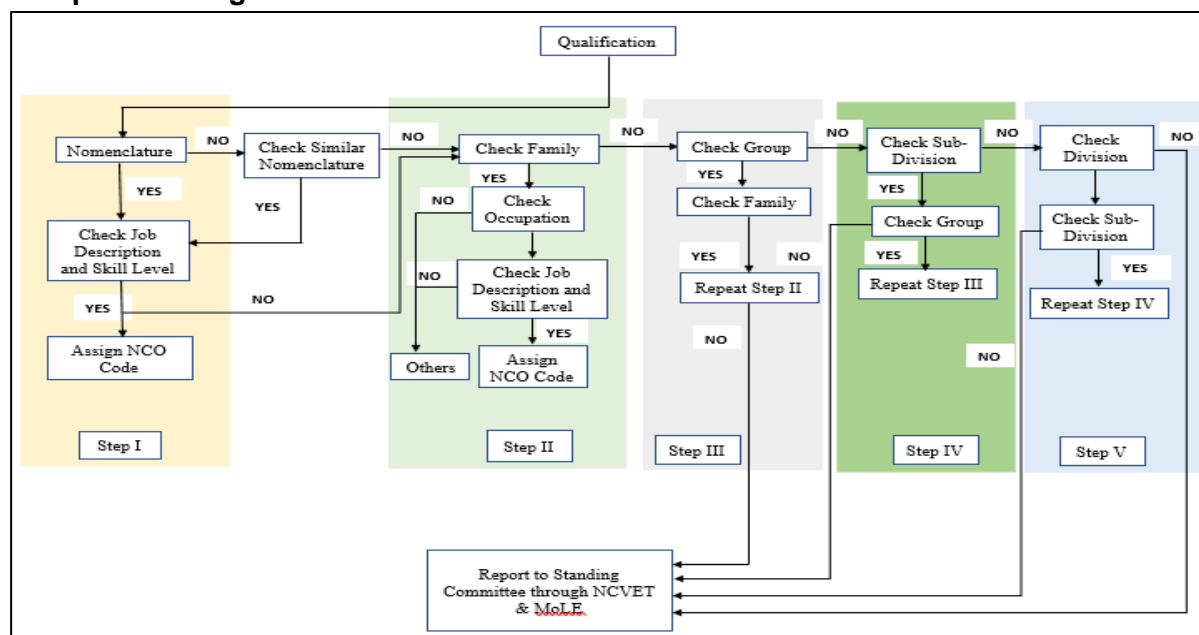 Qualification
NO
NO
NO
NO
NO
NO
Nomenclature
Check Similar
Nomenclature
Check Family
Check Group
Check Sub-
Division
Check
Division
YES
YES
YES
YES
YES
NO
Check
Occupation
Check Family
Check Group
Check Sub-
Division
Check Job
Description
and Skill Level
NO
Check Job
Description and
Skill Level
YES
NO
YES
YES
Repeat Step II
Repeat Step III
Repeat Step IV
YES
NO
YES
NO
NO
Assign NCO
Code
Others
Assign
NCO Code
Step I
Step II
Step III
Step IV
Step V
Report to Standing
Committee through NCVET
& MoLE